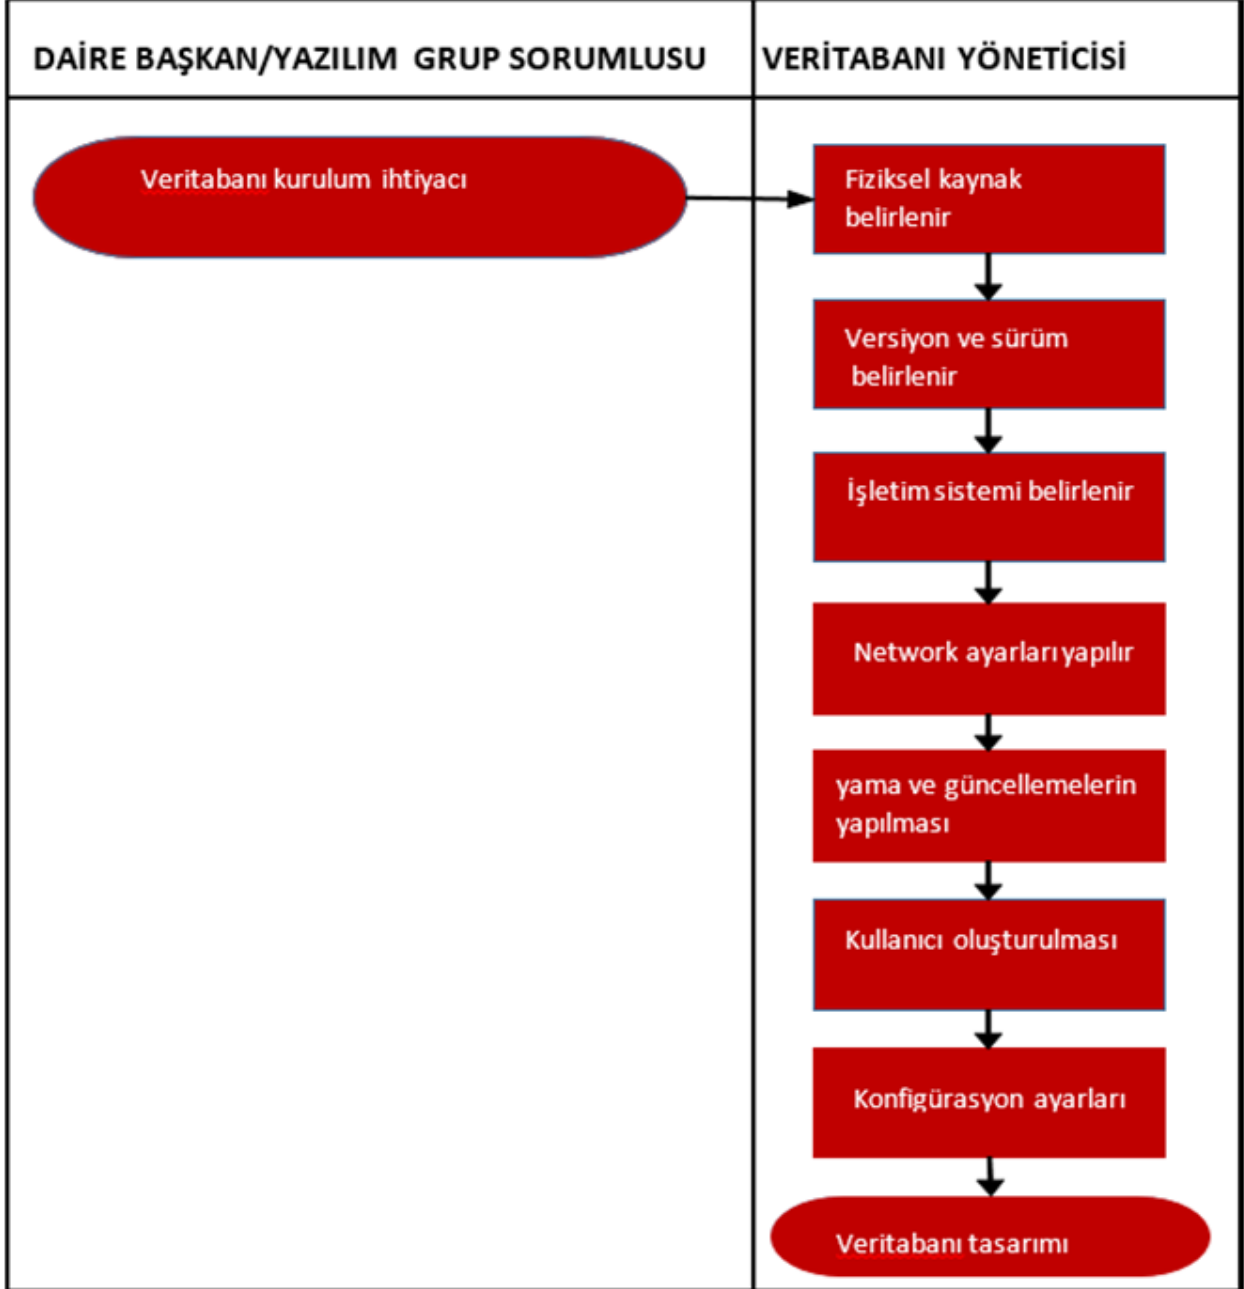 DAİRE BAŞKAN/YAZILIM GRUP SORUMLUSU
VERİTABANI YÖNETİCİSİ
Veritabanı kurulum ihtiyacı
Fiziksel kaynak
belirlenir
Versiyon ve sürüm
belirlenir
İşletim sistemi belirlenir
Network ayarları yapılır
yama ve güncellemelerin
yapılması
Kullanıcı oluşturulması
Konfigürasyon ayarları
Veritabanı tasarımı